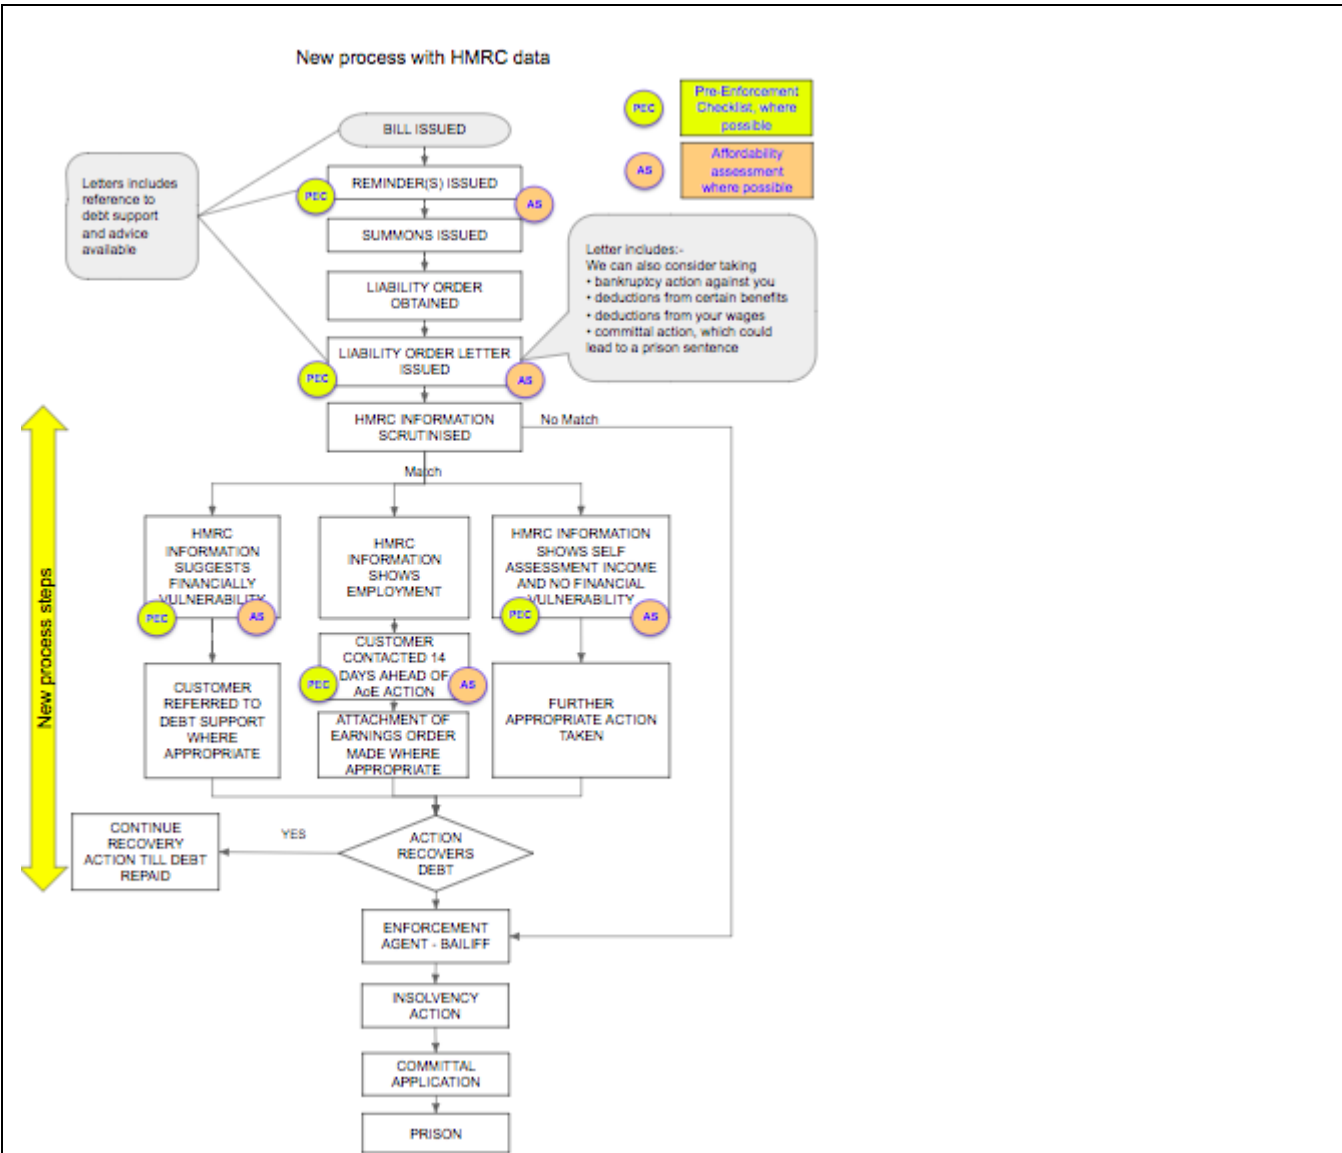 New process with HMRC data
PEC
Pre-Enforcement
Checklist, where
possible
AS
Affordability
assessment
where possible
BILL ISSUED
Letters includes
reference to
debt support
and advice
available
REMINDER(S) ISSUED
PEC
AS
SUMMONS ISSUED
Letter includes:-
We can also consider taking
• bankruptcy action against you
• deductions from certain benefits
• deductions from your wages
• committal action, which could
lead to a prison sentence
LIABILITY ORDER
OBTAINED
LIABILITY ORDER LETTER
ISSUED
PEC
AS
HMRC INFORMATION
SCRUTINISED
No Match
Match
New process steps
HMRC
INFORMATION
SUGGESTS
FINANCIALLY
VULNERABILITY
PEC
AS
HMRC
INFORMATION
SHOWS
EMPLOYMENT
HMRC INFORMATION
SHOWS SELF
ASSESSMENT INCOME
AND NO FINANCIAL
VULNERABILITY
PEC
AS
CUSTOMER
CONTACTED 14
DAYS AHEAD OF
AoE ACTION
PEC
AS
CUSTOMER
REFERRED TO
DEBT SUPPORT
WHERE
APPROPRIATE
ATTACHMENT OF
EARNINGS ORDER
MADE WHERE
APPROPRIATE
FURTHER
APPROPRIATE ACTION
TAKEN
CONTINUE
RECOVERY
ACTION TILL DEBT
REPAID
YES
ACTION
RECOVERS
DEBT
ENFORCEMENT
AGENT - BAILIFF
INSOLVENCY
ACTION
COMMITTAL
APPLICATION
PRISON